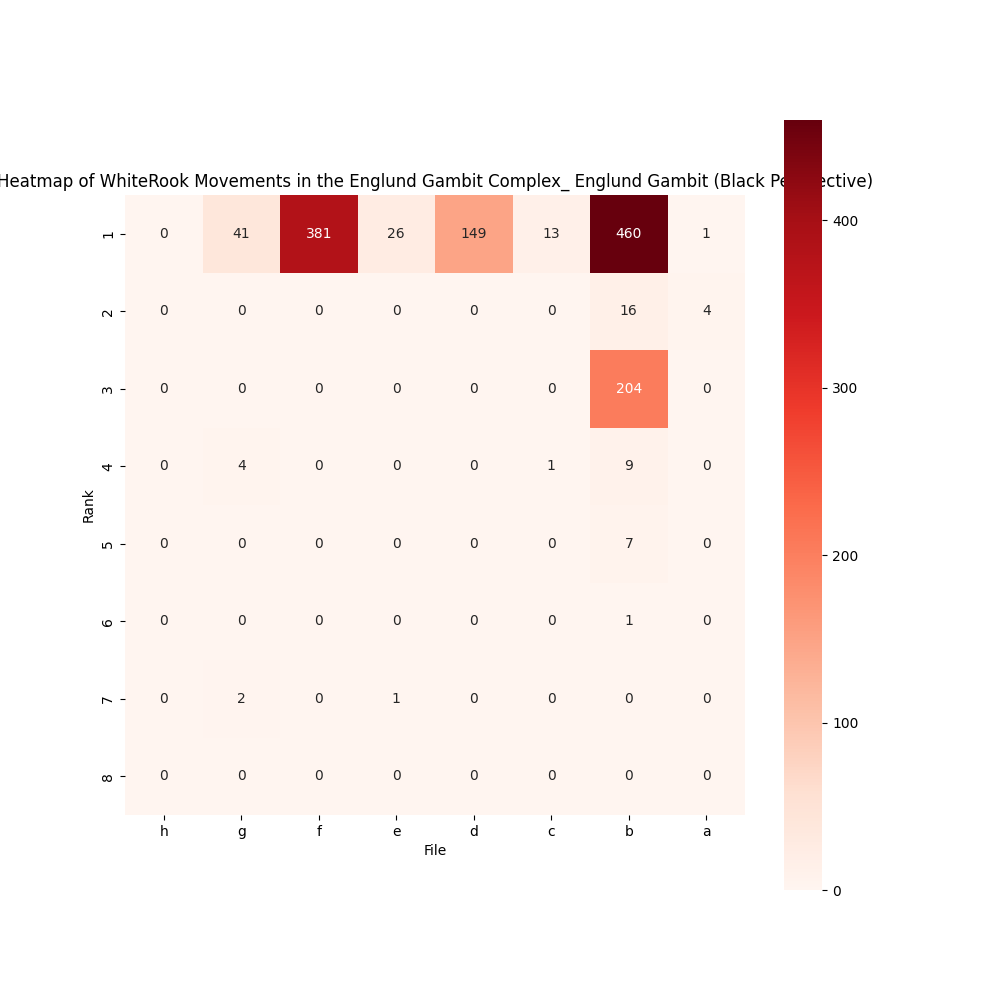 Heatmap of WhiteRook Movements in the Englund Gambit Complex_ Englund Gambit (Black Pe ective)
400
1 0 41 381 26 149 13 460 1
2 0 0 0 0 0 0 16 4
300
3 0 0 0 0 0 0 204 0
4 0 4 0 0 0 1 9 0
Rank
200
5 0 0 0 0 0 0 7 0
6 0 0 0 0 0 0 1 0
7 0 2 0 1 0 0 0 0
100
8 0 0 0 0 0 0 0 0
h g f e d c b a
File
0